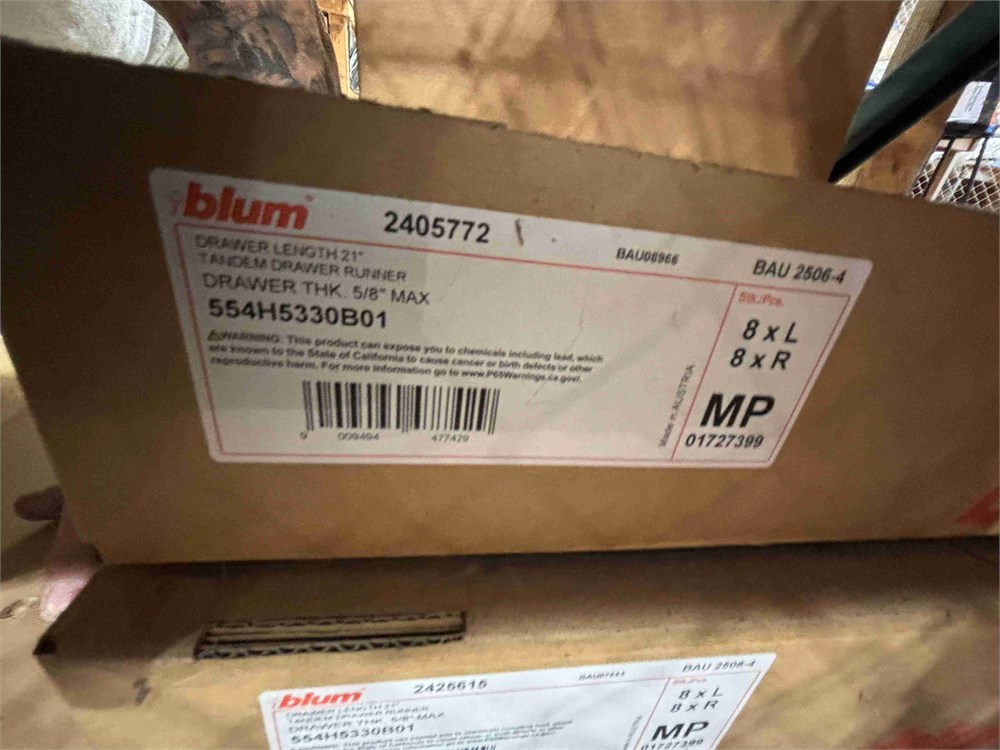 blum 2405772 BAU08966 BAU 2506-4
DRAWER LENGTH 21"
TANDEM DRAWER RUNNER
DRAWER THK. 5/8" MAX
554H5330B01
⚠WARNING: This product can expose you to chemicals including lead, which
are known to the State of California to cause cancer or birth defects or other
reproductive harm. For more information go to www.P65Warnings.ca.gov.
9 009494 477429
Made in AUSTRIA
Stk./Pcs.
8 x L
8 x R
MP
01727399
blum 2425615 BAU 2506-4
DRAWER LENGTH 21"
TANDEM DRAWER RUNNER
DRAWER THK. 5/8" MAX
554H5330B01
8 x L
8 x R
MP